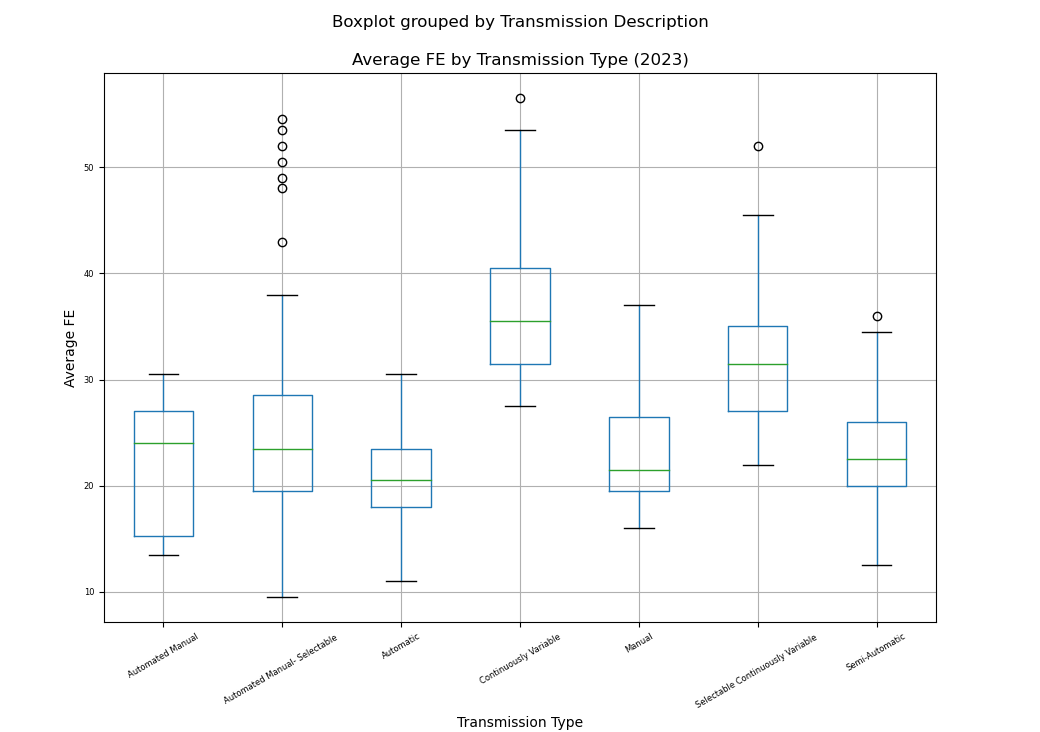 Boxplot grouped by Transmission Description
Average FE by Transmission Type (2023)
50
40
30
20
10
Average FE
Automated Manual
Automated Manual- Selectable
Automatic
Continuously Variable
Manual
Selectable Continuously Variable
Semi-Automatic
Transmission Type